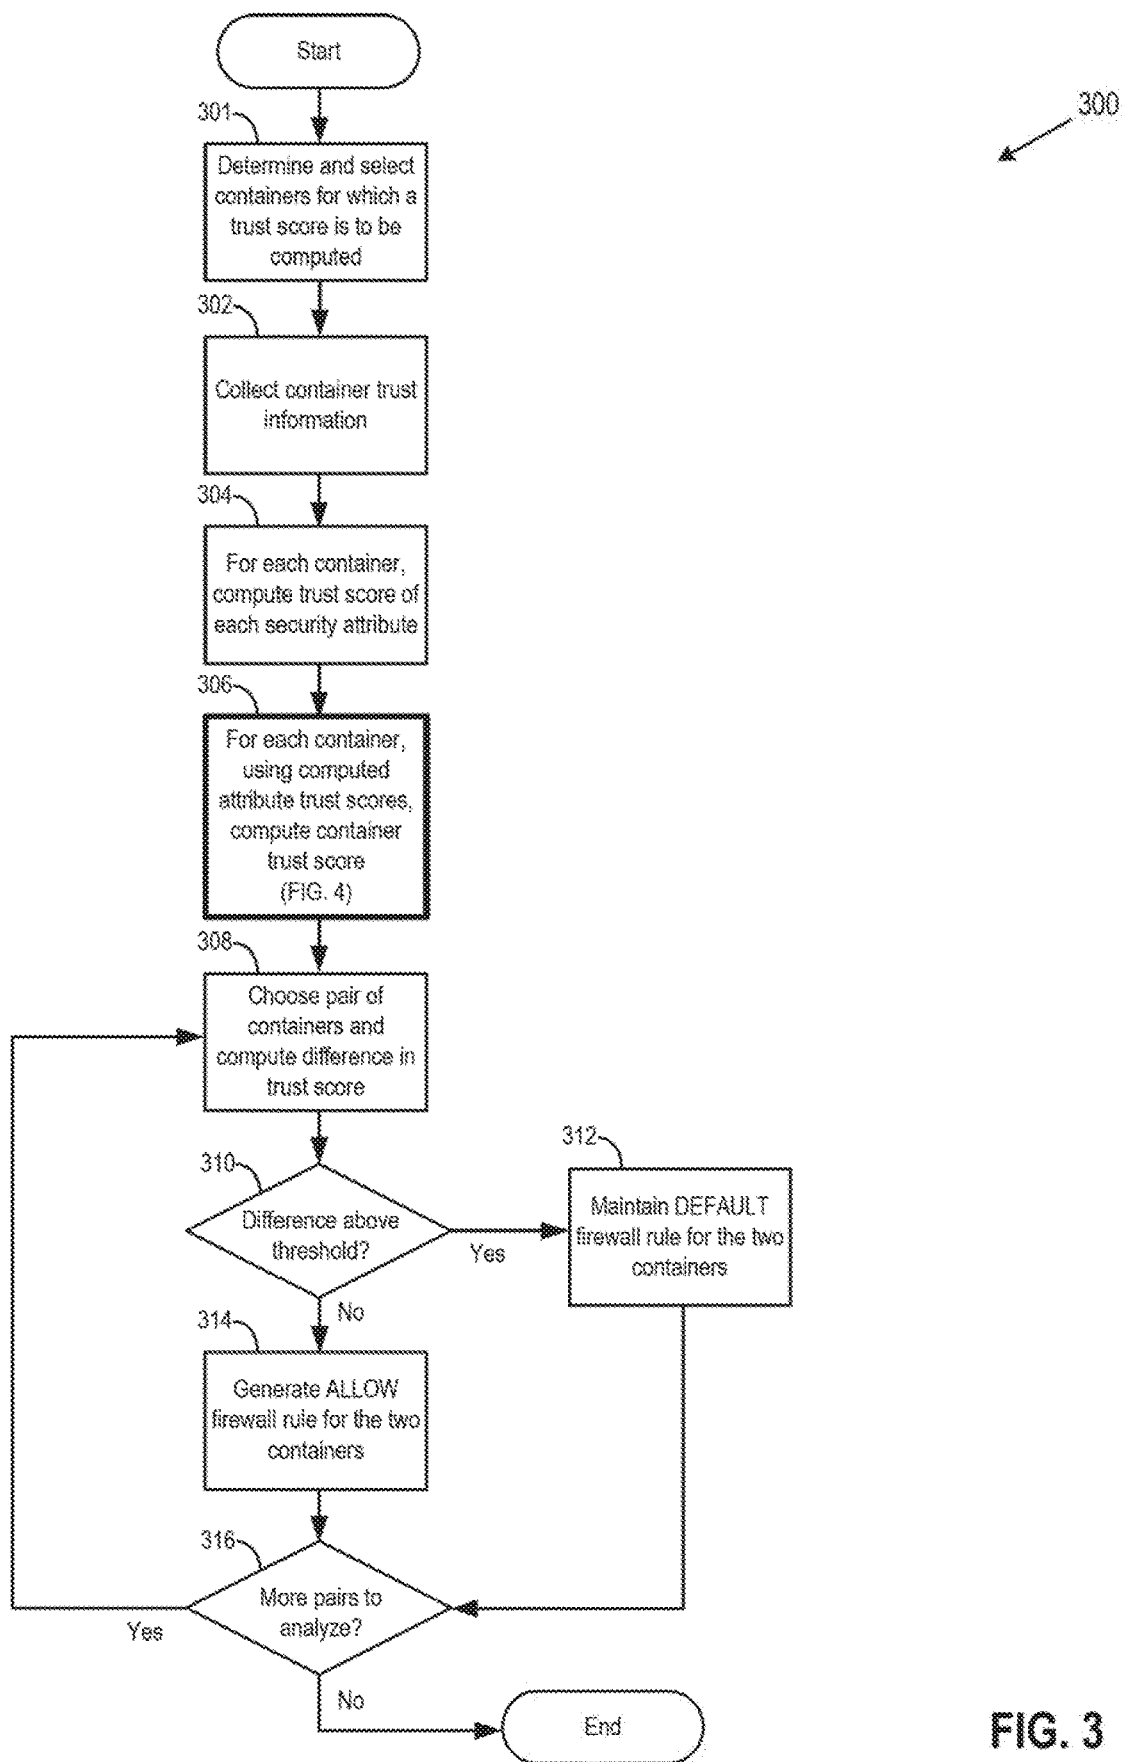 Start
300
301
Determine and select
containers for which a
trust score is to be
computed
302
Collect container trust
information
304
For each container,
compute trust score of
each security attribute
306
For each container,
using computed
attribute trust scores,
compute container
trust score
(FIG. 4)
308
Choose pair of
containers and
compute difference in
trust score
310
Difference above
threshold?
Yes
312
Maintain DEFAULT
firewall rule for the two
containers
No
314
Generate ALLOW
firewall rule for the two
containers
316
More pairs to
analyze?
Yes
No
End
FIG. 3